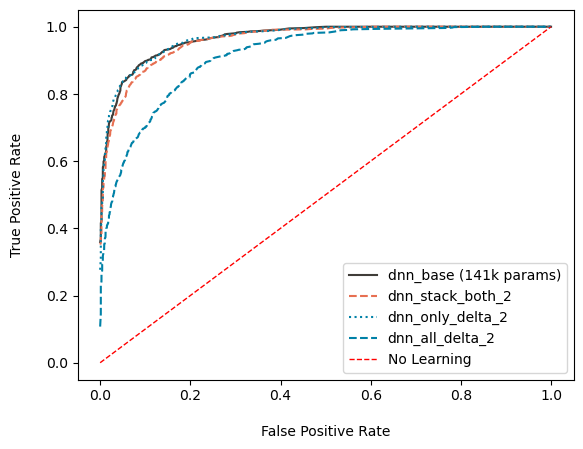 1.0
0.8
0.6
0.4
0.2
0.0
True Positive Rate
dnn_base (141k params)
dnn_stack_both_2
dnn_only_delta_2
dnn_all_delta_2
No Learning
0.0 0.2 0.4 0.6 0.8 1.0
False Positive Rate